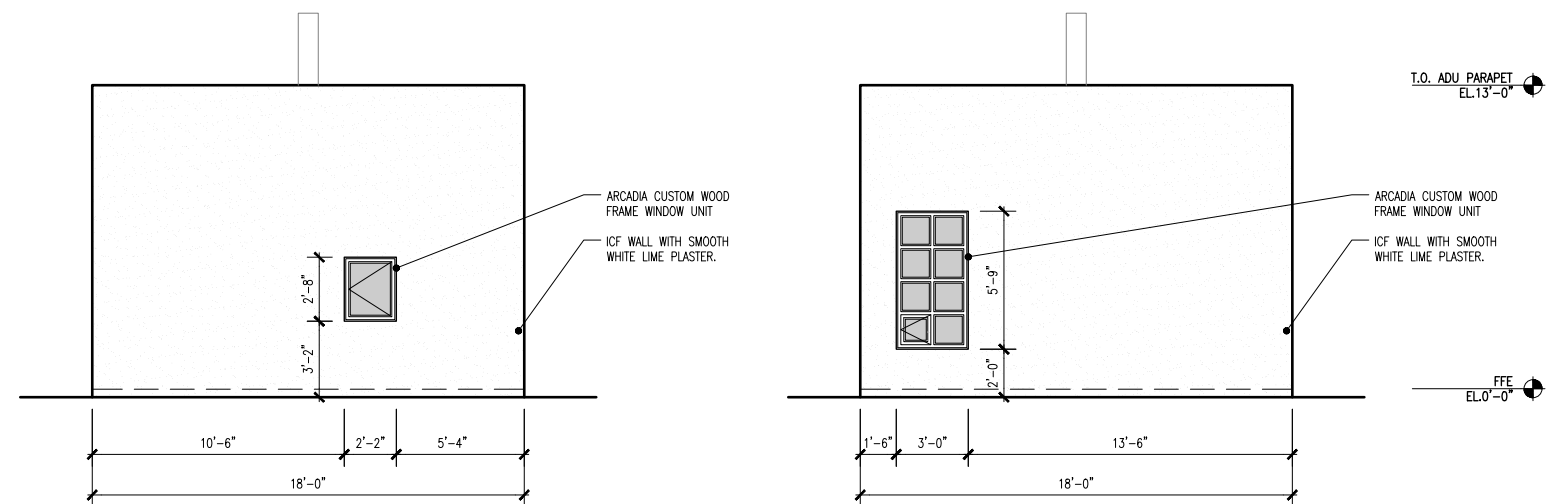 T.O. ADU PARAPET
EL.13'-0"
ARCADIA CUSTOM WOOD
FRAME WINDOW UNIT
ICF WALL WITH SMOOTH
WHITE LIME PLASTER.
2'-8"
3'-2"
10'-6"
2'-2"
5'-4"
18'-0"
ARCADIA CUSTOM WOOD
FRAME WINDOW UNIT
ICF WALL WITH SMOOTH
WHITE LIME PLASTER.
5'-9"
2'-0"
1'-6"
3'-0"
13'-6"
18'-0"
FFE
EL.0'-0"